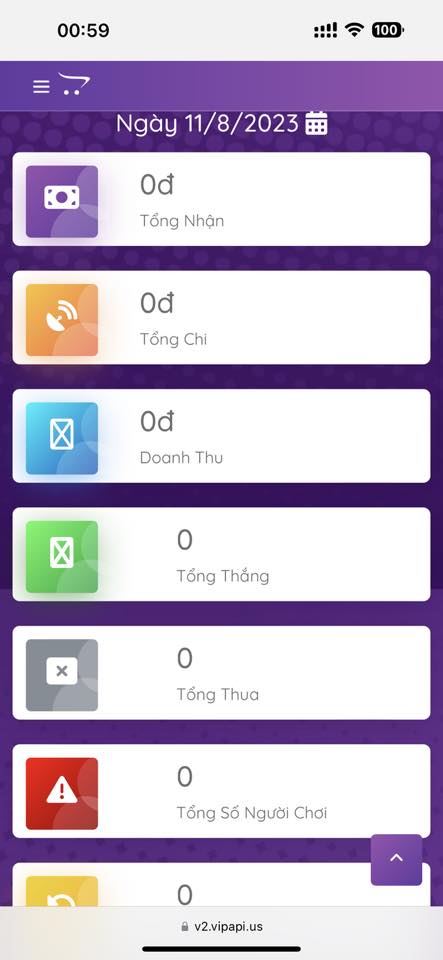 00:59
100
Ngày 11/8/2023
0đ
Tổng Nhận
0đ
Tổng Chi
0đ
Doanh Thu
0
Tổng Thắng
0
Tổng Thua
0
Tổng Số Người Chơi
0
v2.vipapi.us